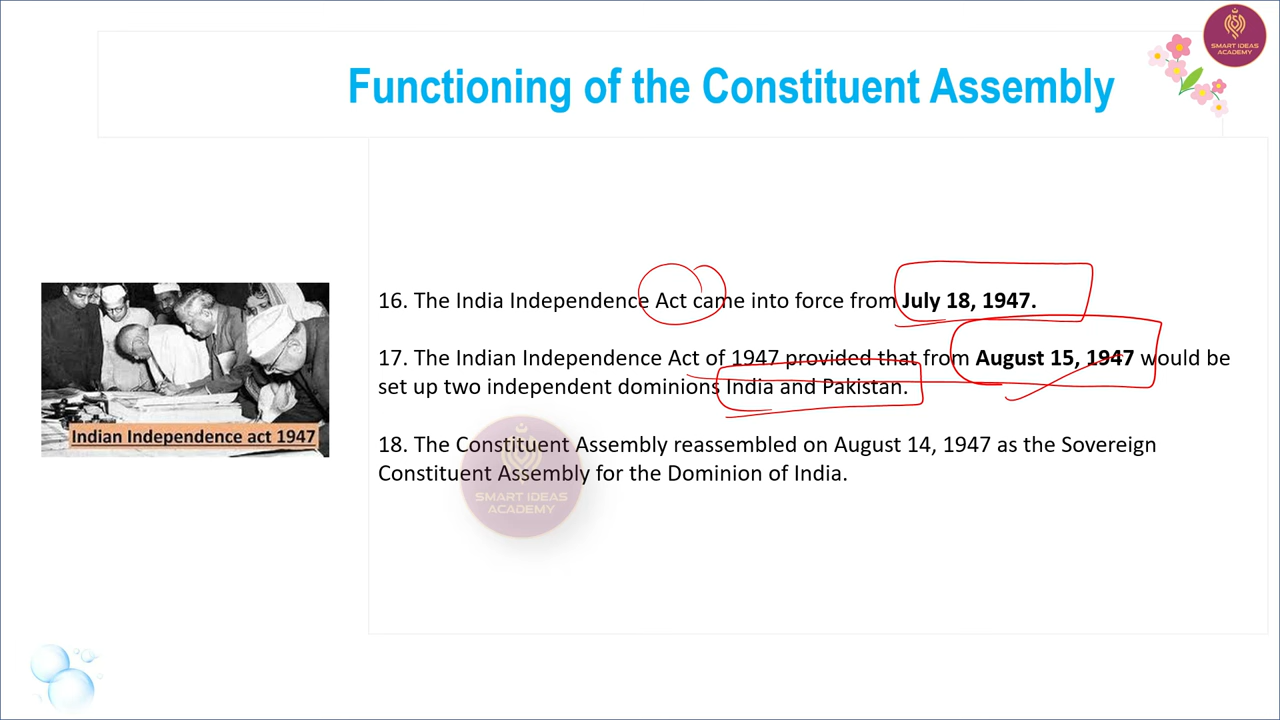 SMART IDEAS
ACADEMY
Functioning of the Constituent Assembly
16. The India Independence Act came into force from July 18, 1947.
17. The Indian Independence Act of 1947 provided that from August 15, 1947 would be
set up two independent dominions India and Pakistan.
Indian Independence act 1947
18. The Constituent Assembly reassembled on August 14, 1947 as the Sovereign
Constituent Assembly for the Dominion of India.
SMART IDEAS
ACADEMY